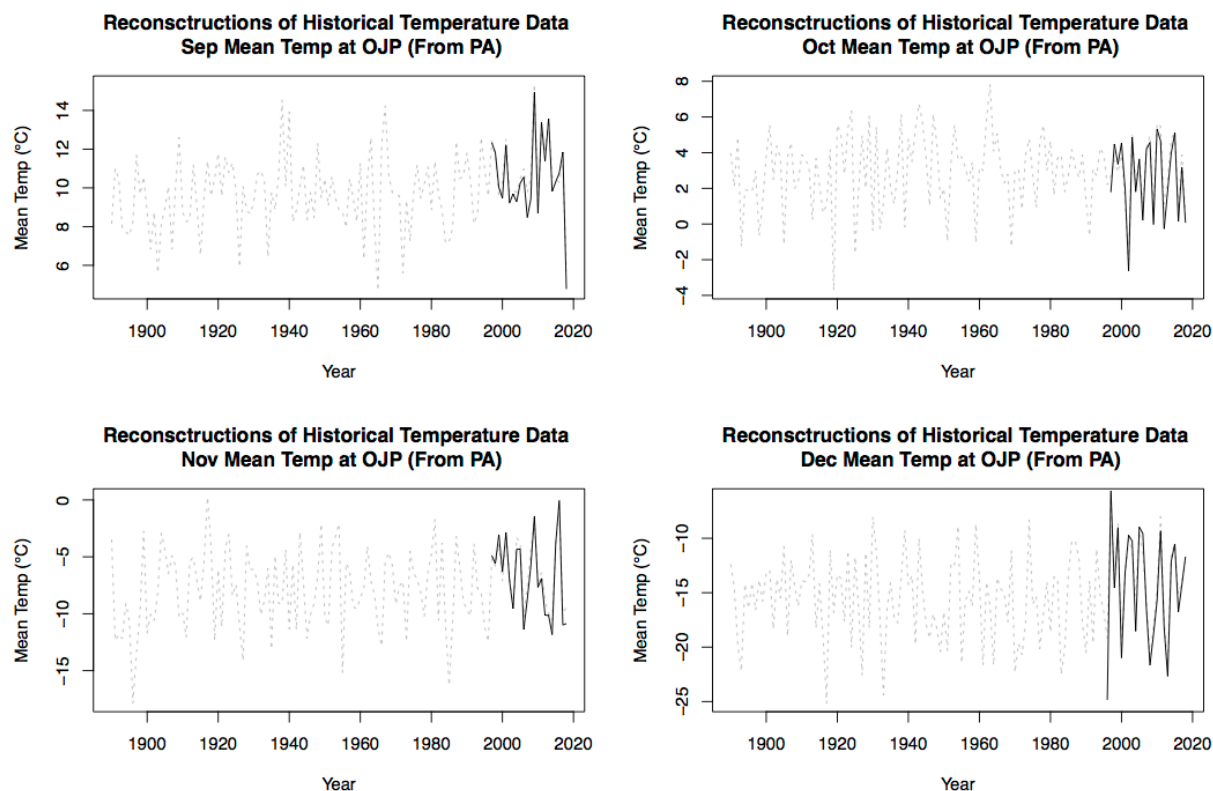 Reconsctructions of Historical Temperature Data
Sep Mean Temp at OJP (From PA)
Mean Temp (°C)
14
12
10
8
6
1900 1920 1940 1960 1980 2000 2020
Year
Reconsctructions of Historical Temperature Data
Oct Mean Temp at OJP (From PA)
Mean Temp (°C)
8
6
4
2
0
−2
−4
1900 1920 1940 1960 1980 2000 2020
Year
Reconsctructions of Historical Temperature Data
Nov Mean Temp at OJP (From PA)
Mean Temp (°C)
0
−5
−10
−15
1900 1920 1940 1960 1980 2000 2020
Year
Reconsctructions of Historical Temperature Data
Dec Mean Temp at OJP (From PA)
Mean Temp (°C)
−10
−15
−20
−25
1900 1920 1940 1960 1980 2000 2020
Year